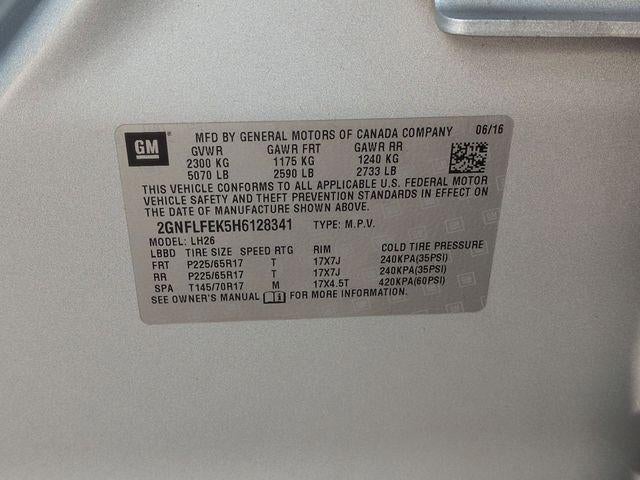 GM MFD BY GENERAL MOTORS OF CANADA COMPANY 06/16
GVWR GAWR FRT GAWR RR
2300 KG 1175 KG 1240 KG
5070 LB 2590 LB 2733 LB
THIS VEHICLE CONFORMS TO ALL APPLICABLE U.S. FEDERAL MOTOR
VEHICLE SAFETY AND THEFT PREVENTION STANDARDS IN EFFECT ON
THE DATE OF MANUFACTURE SHOWN ABOVE.
2GNFLFEK5H6128341 TYPE: M.P.V.
MODEL: LH26
LBBD TIRE SIZE SPEED RTG RIM COLD TIRE PRESSURE
FRT P225/65R17 T 17X7J 240KPA(35PSI)
RR P225/65R17 T 17X7J 240KPA(35PSI)
SPA T145/70R17 M 17X4.5T 420KPA(60PSI)
SEE OWNER'S MANUAL FOR MORE INFORMATION.